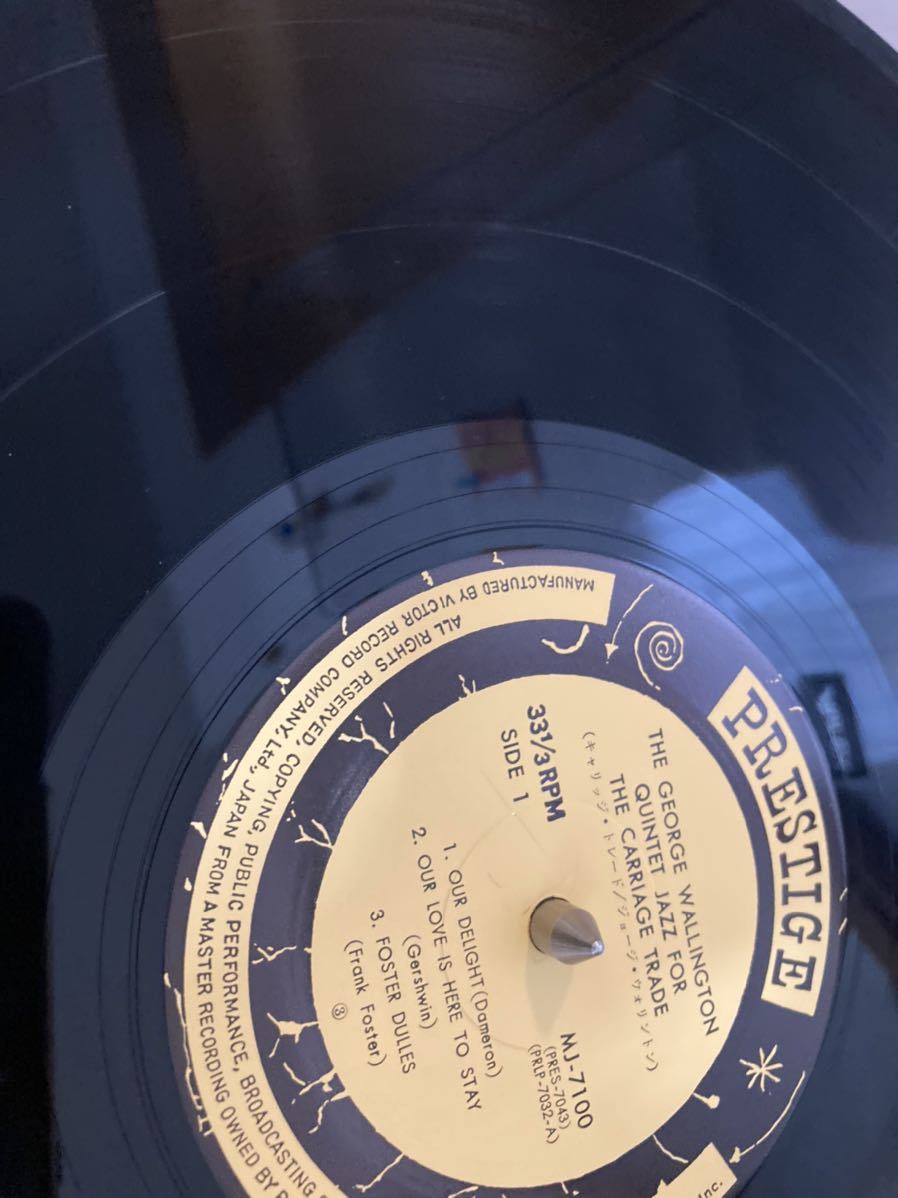 PRESTIGE
THE GEORGE WALLINGTON
QUINTET JAZZ FOR
THE CARRIAGE TRADE
(キャリッジ・トレード/ジョージ・ウォリントン)
33⅓ RPM
SIDE 1
MJ-7100
(PRES-7043)
(PRLP-7032-A)
1. OUR DELIGHT (Dameron)
2. OUR LOVE IS HERE TO STAY
(Gershwin)
3. FOSTER DULLES
(Frank Foster)
③
MANUFACTURED BY VICTOR RECORD COMPANY, Ltd., JAPAN FROM A MASTER RECORDING OWNED BY
ALL RIGHTS RESERVED, COPYING, PUBLIC PERFORMANCE, BROADCASTING
Inc.